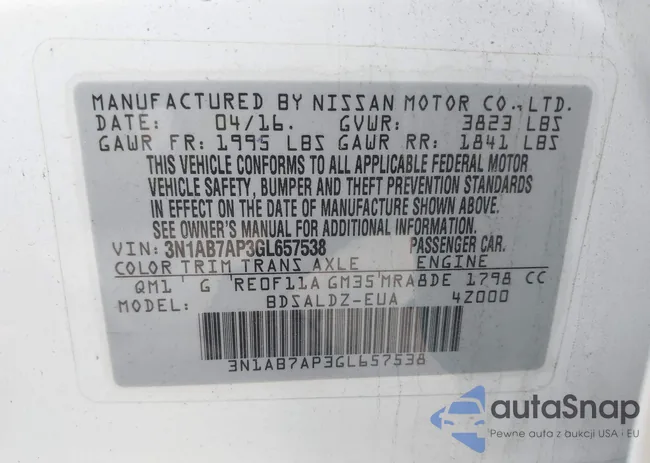 MANUFACTURED BY NISSAN MOTOR CO.,LTD.
DATE: 04/16. GVWR: 3823 LBS
GAWR FR: 1995 LBS GAWR RR: 1841 LBS
THIS VEHICLE CONFORMS TO ALL APPLICABLE FEDERAL MOTOR
VEHICLE SAFETY, BUMPER AND THEFT PREVENTION STANDARDS
IN EFFECT ON THE DATE OF MANUFACTURE SHOWN ABOVE.
SEE OWNER'S MANUAL FOR ADDITIONAL INFORMATION.
VIN: 3N1AB7AP3GL657538 PASSENGER CAR.
COLOR TRIM TRANS AXLE ENGINE
QM1 G RE0F11A GM35 MRA8DE 1798 CC
BDSALDZ-EUA 4Z000
3N1AB7AP3GL657538
autaSnap
Pewne auta z aukcji USA i EU